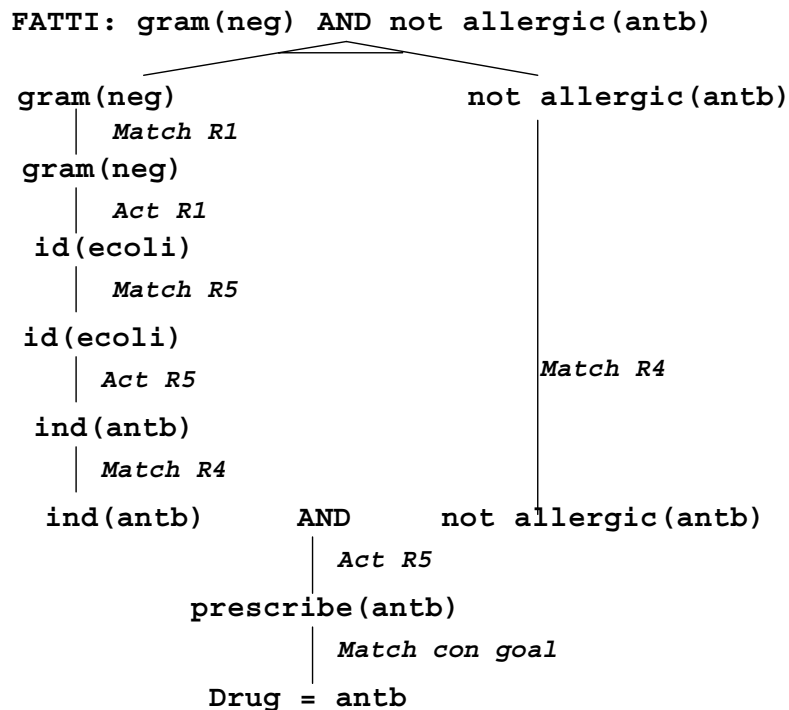 FATTI: gram(neg) AND not allergic(antb)
gram(neg) not allergic(antb)
Match R1
gram(neg)
Act R1
id(ecoli)
Match R5
id(ecoli)
Act R5 Match R4
ind(antb)
Match R4
ind(antb) AND not allergic(antb)
Act R5
prescribe(antb)
Match con goal
Drug = antb